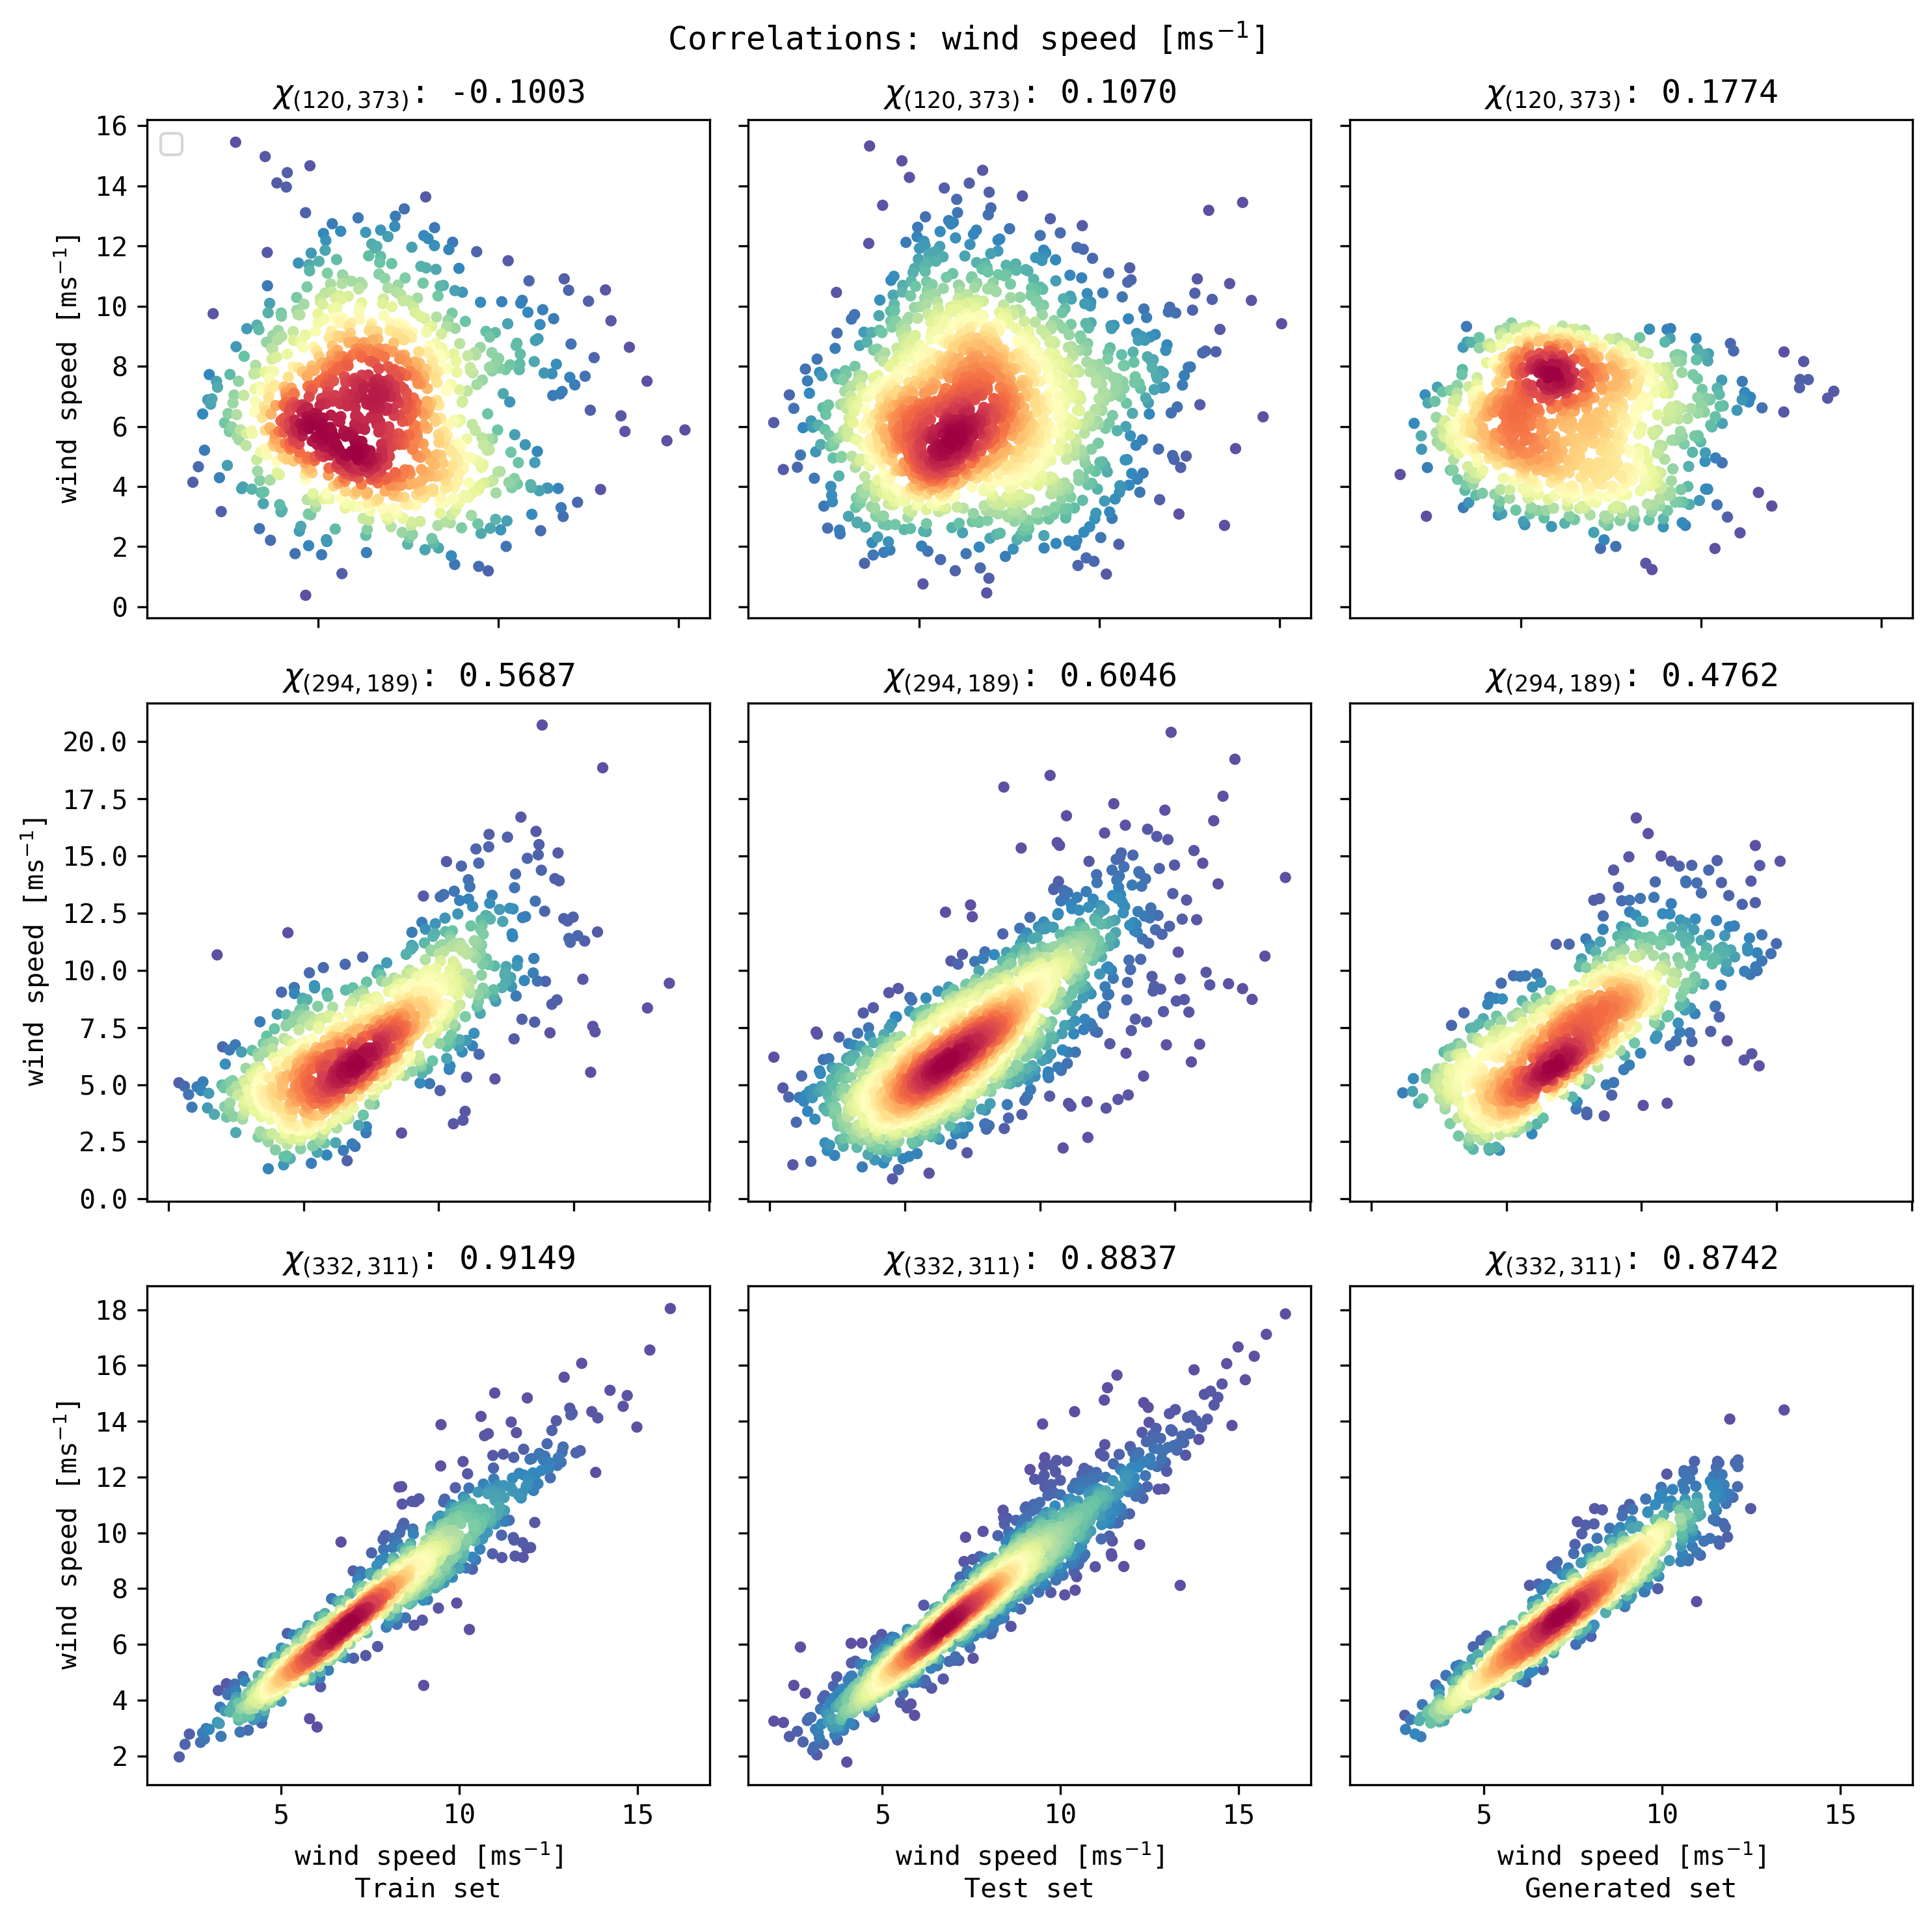 Correlations: wind speed [ms⁻¹]
χ(120,373): -0.1003
χ(120,373): 0.1070
χ(120,373): 0.1774
16
14
12
10
8
6
4
2
0
wind speed [ms⁻¹]
χ(294,189): 0.5687
χ(294,189): 0.6046
χ(294,189): 0.4762
20.0
17.5
15.0
12.5
10.0
7.5
5.0
2.5
0.0
wind speed [ms⁻¹]
χ(332,311): 0.9149
χ(332,311): 0.8837
χ(332,311): 0.8742
18
16
14
12
10
8
6
4
2
wind speed [ms⁻¹]
5 10 15
5 10 15
5 10 15
wind speed [ms⁻¹]
Train set
wind speed [ms⁻¹]
Test set
wind speed [ms⁻¹]
Generated set